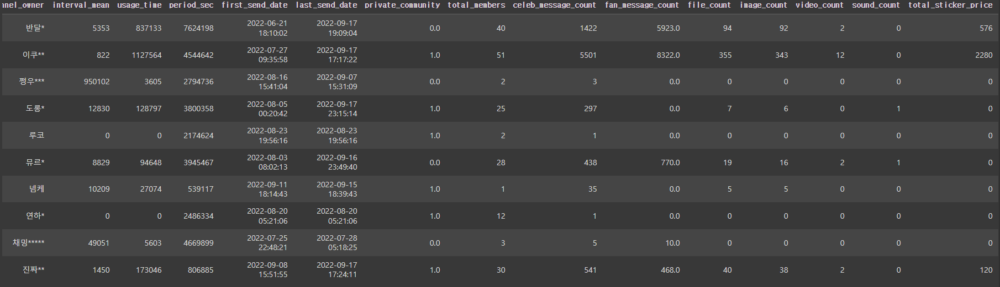 nnel_owner interval_mean usage_time period_sec first_send_date last_send_date private_community total_members celeb_message_count fan_message_count file_count image_count video_count sound_count total_sticker_price
반달* 5353 837133 7624198 2022-06-21 18:10:02 2022-09-17 19:09:04 0.0 40 1422 5923.0 94 92 2 0 576
이쿠** 822 1127564 4544642 2022-07-27 09:35:58 2022-09-17 17:17:22 1.0 51 5501 8322.0 355 343 12 0 2280
쩡우*** 950102 3605 2794736 2022-08-16 15:41:04 2022-09-07 15:31:09 0.0 2 3 0.0 0 0 0 0 0
도롱* 12830 128797 3800358 2022-08-05 00:20:42 2022-09-17 23:15:14 1.0 25 297 0.0 7 6 0 1 0
루코 0 0 2174624 2022-08-23 19:56:16 2022-08-23 19:56:16 1.0 2 1 0.0 0 0 0 0 0
뮤르* 8829 94648 3945467 2022-08-03 08:02:13 2022-09-16 23:49:40 0.0 28 438 770.0 19 16 2 1 0
넴케 10209 27074 539117 2022-09-11 18:14:43 2022-09-15 18:39:43 1.0 1 35 0.0 5 5 0 0 0
연하* 0 0 2486334 2022-08-20 05:21:06 2022-08-20 05:21:06 1.0 12 1 0.0 0 0 0 0 0
채밍***** 49051 5603 4669899 2022-07-25 22:48:21 2022-07-28 05:18:25 0.0 3 5 10.0 0 0 0 0 0
진짜** 1450 173046 806885 2022-09-08 15:51:55 2022-09-17 17:24:11 1.0 30 541 468.0 40 38 2 0 120